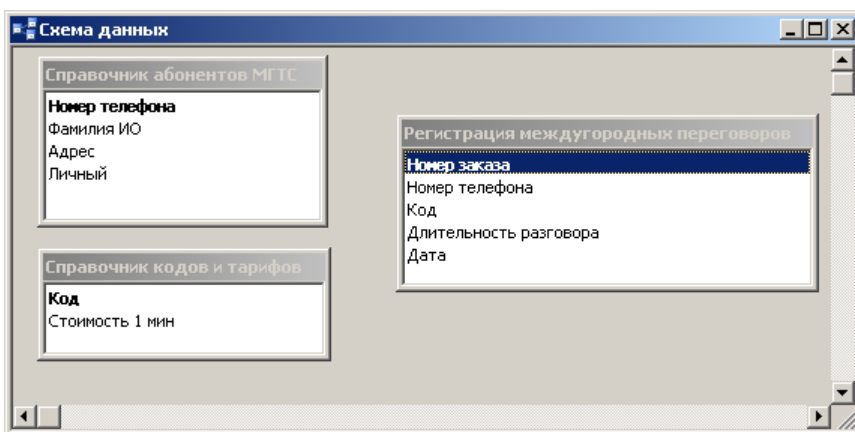 Схема данных
Справочник абонентов МГТС
Номер телефона
Фамилия ИО
Адрес
Личный
Регистрация междугородных переговоров
Номер заказа
Номер телефона
Код
Длительность разговора
Дата
Справочник кодов и тарифов
Код
Стоимость 1 мин